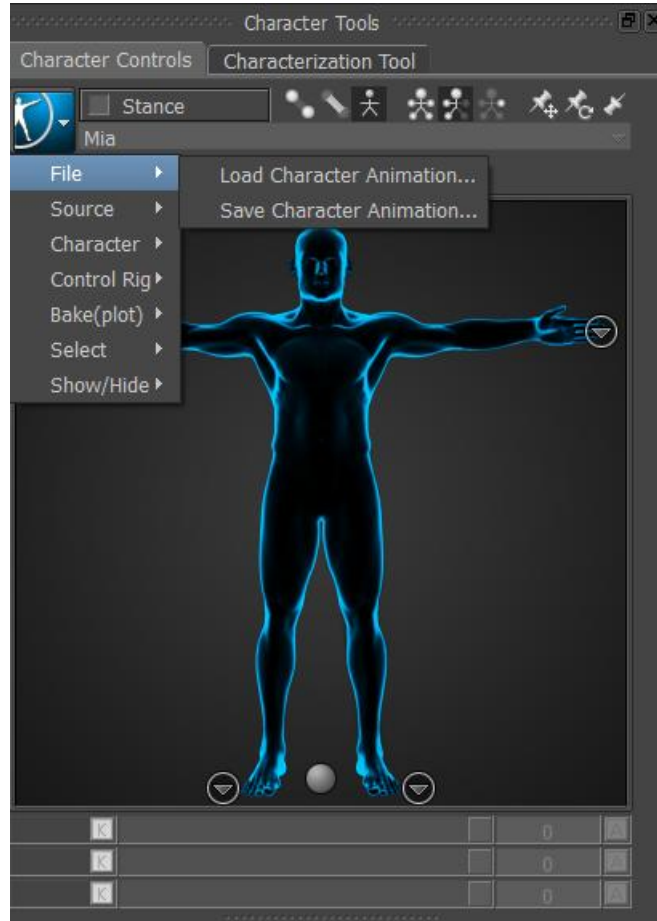 Character Tools
Character Controls
Characterization Tool
Stance
Mia
File
Load Character Animation...
Source
Save Character Animation...
Character
Control Rig
Bake(plot)
Select
Show/Hide
K
0
A
K
0
A
K
0
A